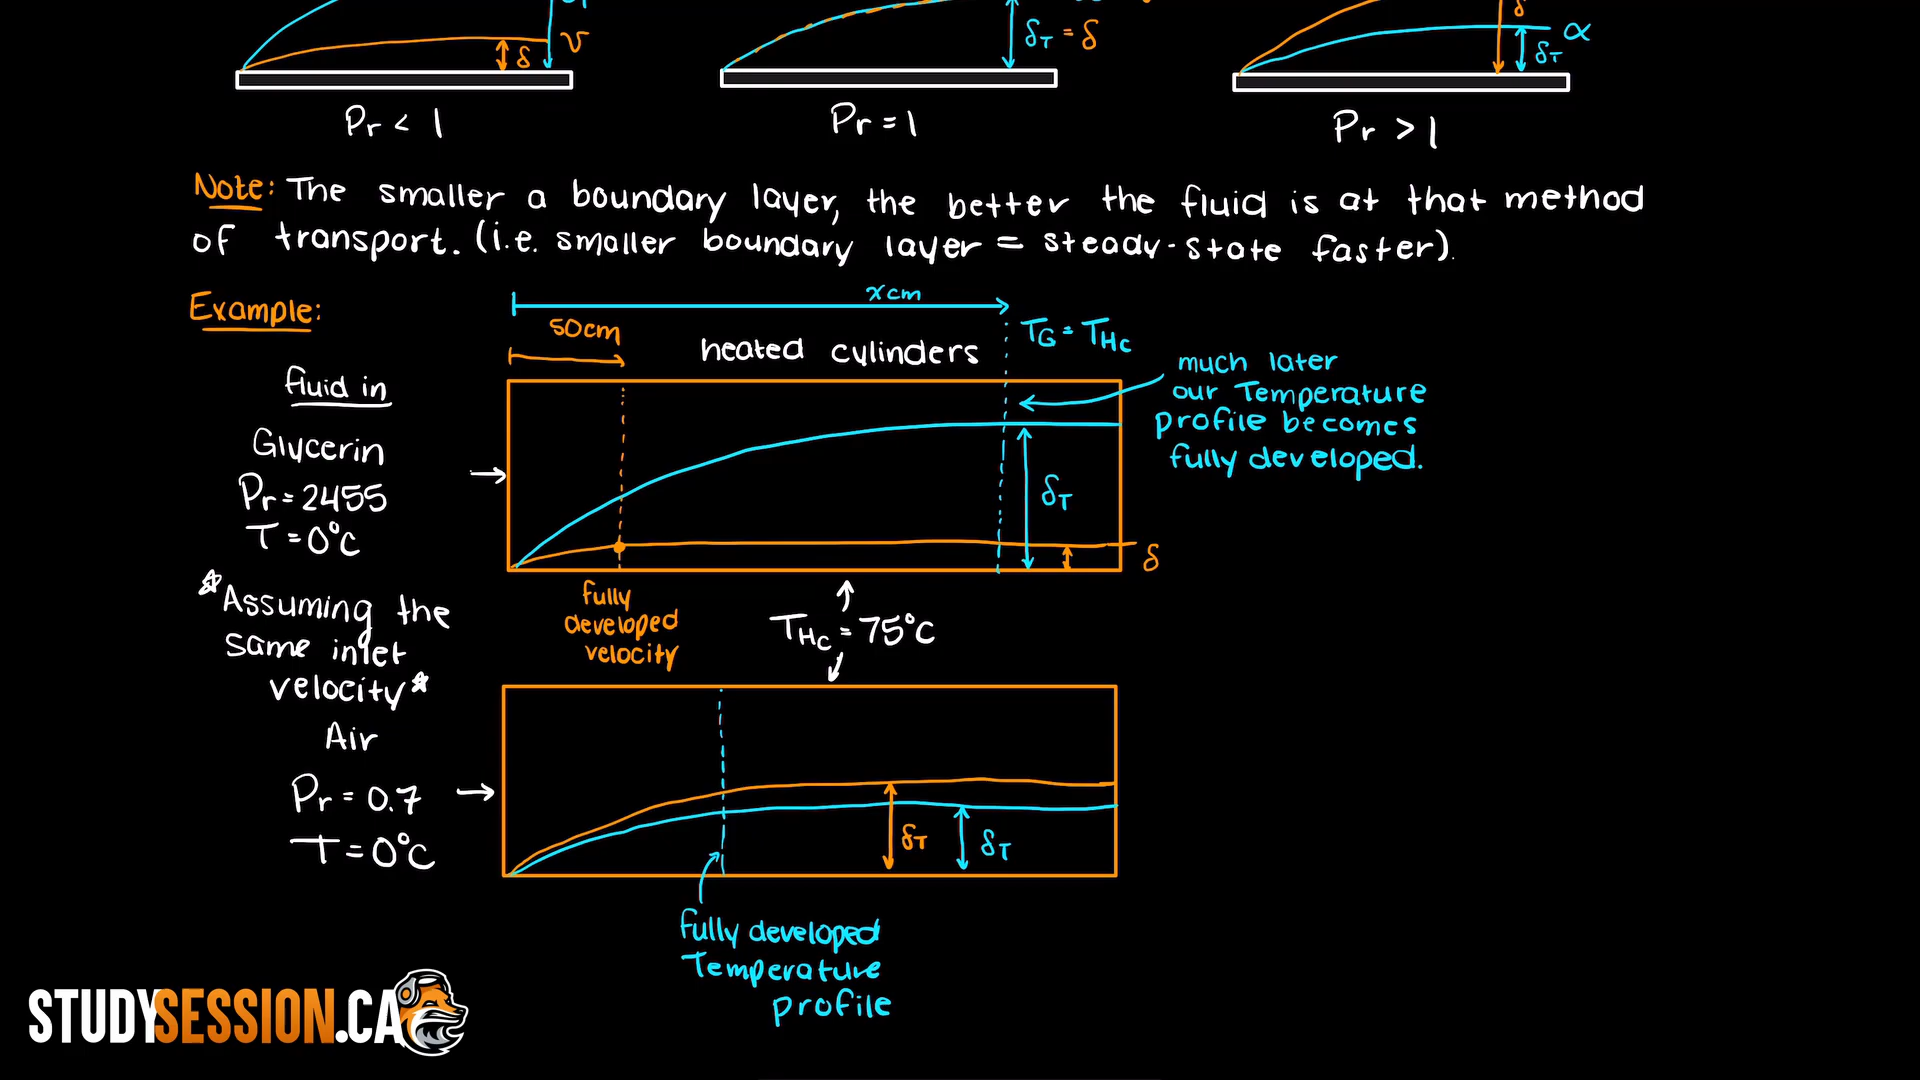 δ
ν
δT = δ
δ
α
δT
Pr < 1
Pr = 1
Pr > 1
Note: The smaller a boundary layer, the better the fluid is at that method
of transport. (i.e. smaller boundary layer = steady-state faster).
Example:
x cm
50cm
heated cylinders
TG = THc
much later
our Temperature
profile becomes
fully developed.
fluid in
Glycerin
Pr = 2455
T = 0°C
δT
δ
fully
developed
velocity
THc = 75°C
*Assuming the
same inlet
velocity*
Air
Pr = 0.7
T = 0°C
δT
δT
fully developed
Temperature
profile
STUDYSESSION.CA